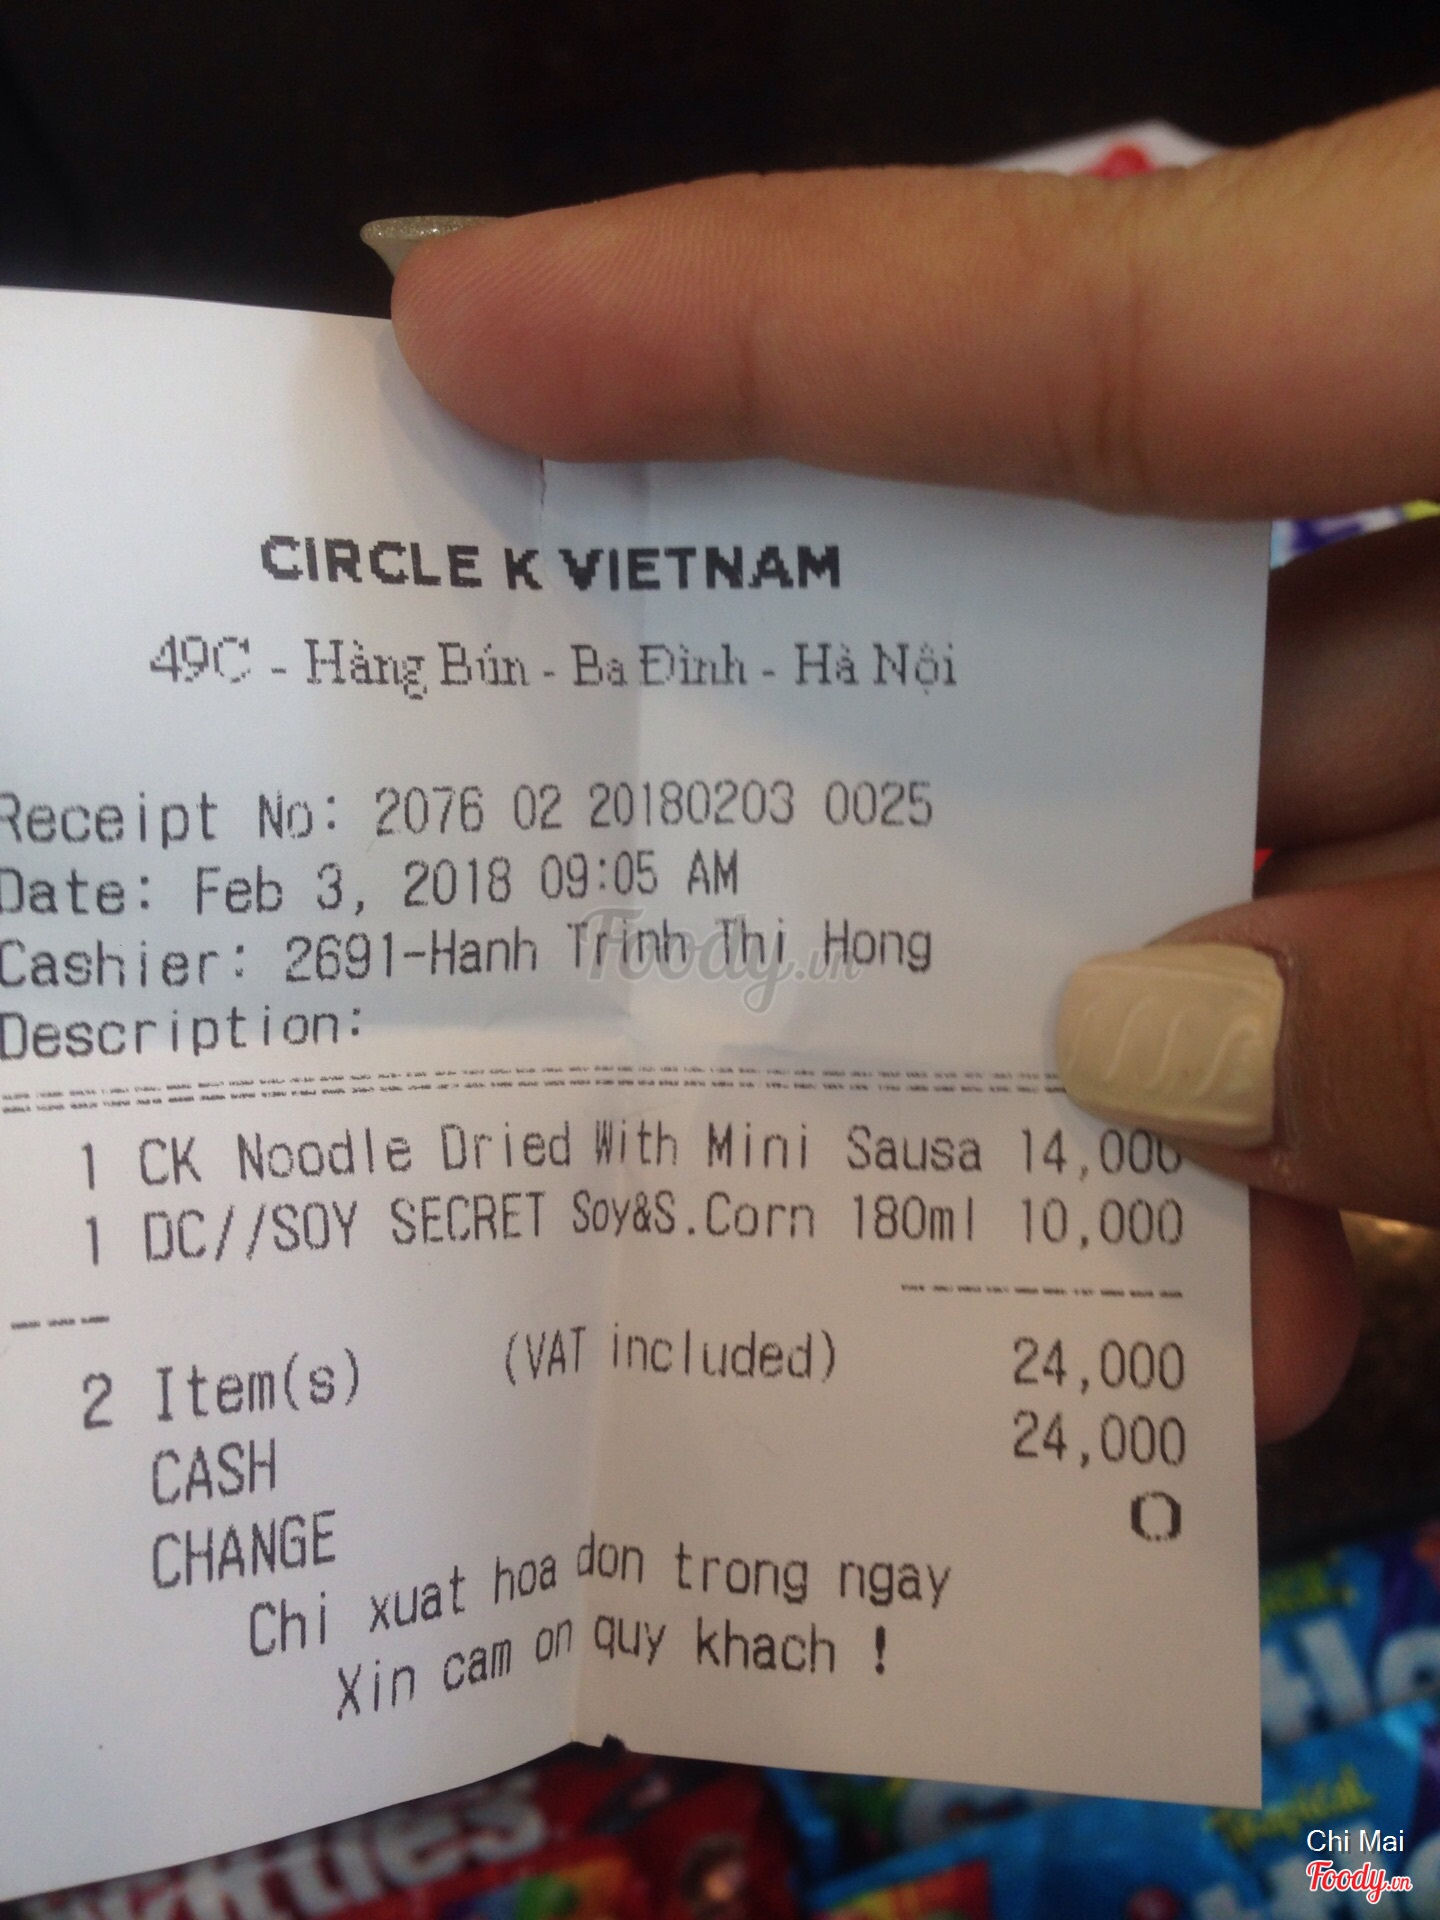 CIRCLE K VIETNAM
49C - Hàng Bún - Ba Đình - Hà Nội
Receipt No: 2076 02 20180203 0025
Date: Feb 3, 2018 09:05 AM
Cashier: 2691-Hanh Trinh Thi Hong
Foody.vn
Description:
1 CK Noodle Dried With Mini Sausa 14,000
1 DC//SOY SECRET Soy&S.Corn 180ml 10,000
2 Item(s) (VAT included) 24,000
CASH 24,000
CHANGE 0
Chi xuat hoa don trong ngay
Xin cam on quy khach !
Skittles
Tropical
Chi Mai
Foody.vn